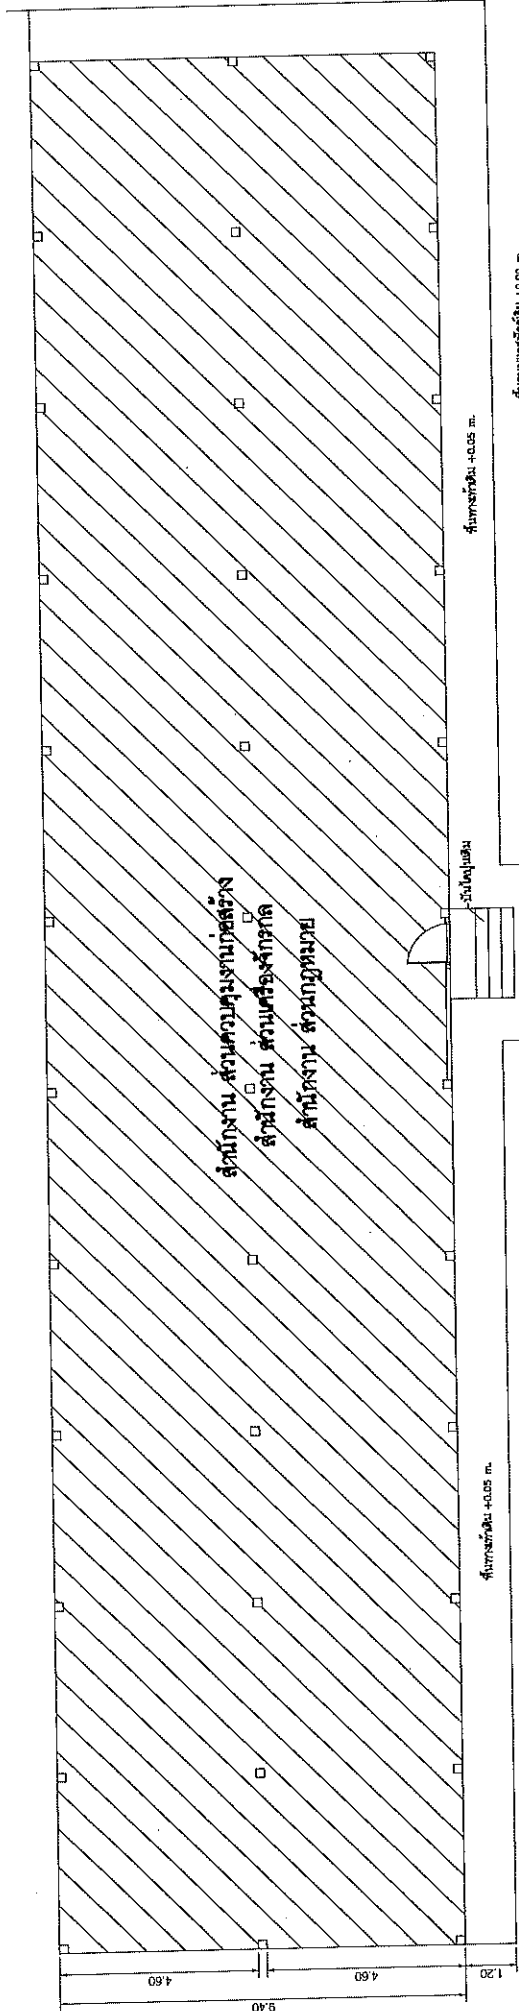 สำนักงาน ส่วนควบคุมงานก่อสร้าง
สำนักงาน ส่วนเครื่องจักรกล
สำนักงาน ส่วนกฎหมาย
บันไดปูนเดิม
พื้นทางเท้าเดิม +0.05 m.
พื้นทางเท้าเดิม +0.05 m.
4.60
4.60
9.40
1.20